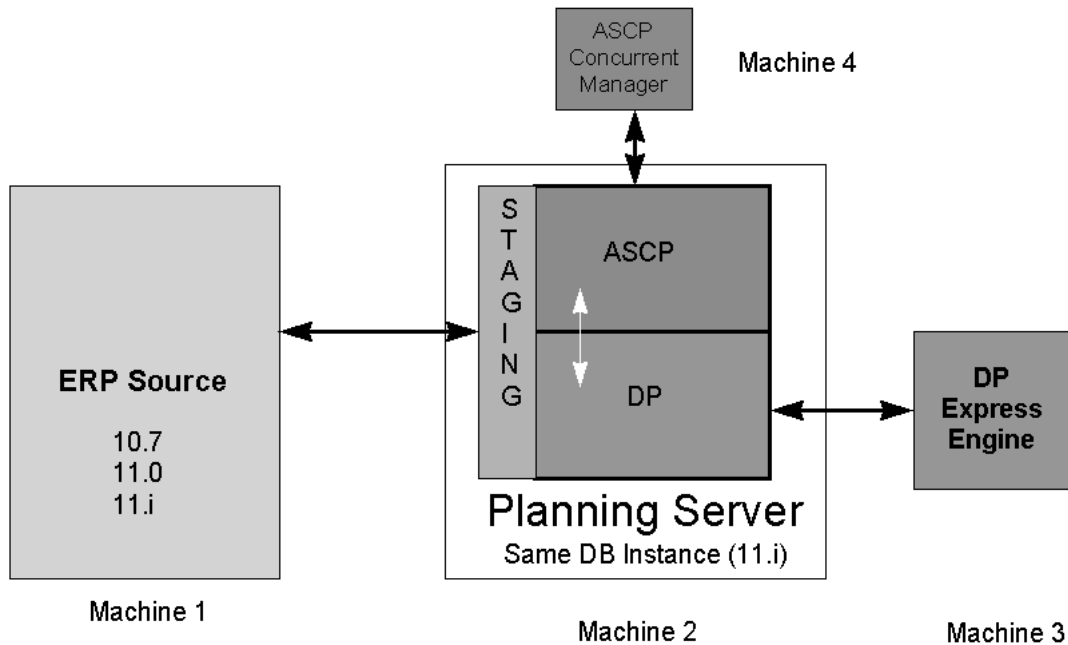 ASCP
Concurrent
Manager
Machine 4
ERP Source
10.7
11.0
11.i
STAGING
ASCP
DP
Planning Server
Same DB Instance (11.i)
DP
Express
Engine
Machine 1
Machine 2
Machine 3